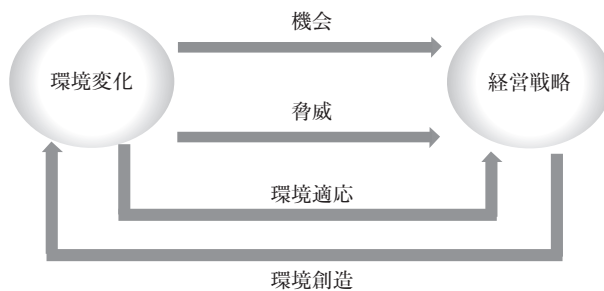 機会
環境変化
経営戦略
脅威
環境適応
環境創造